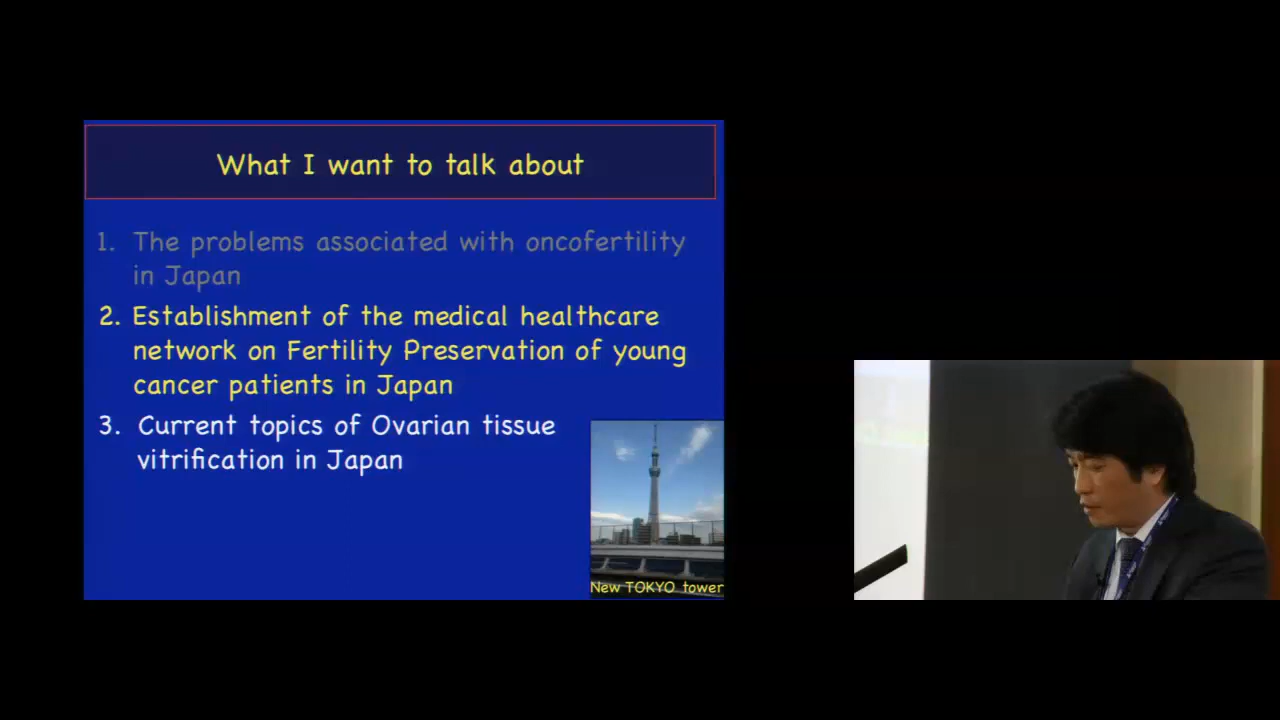 What I want to talk about
1. The problems associated with oncofertility
in Japan
2. Establishment of the medical healthcare
network on Fertility Preservation of young
cancer patients in Japan
3. Current topics of Ovarian tissue
vitrification in Japan
New TOKYO tower